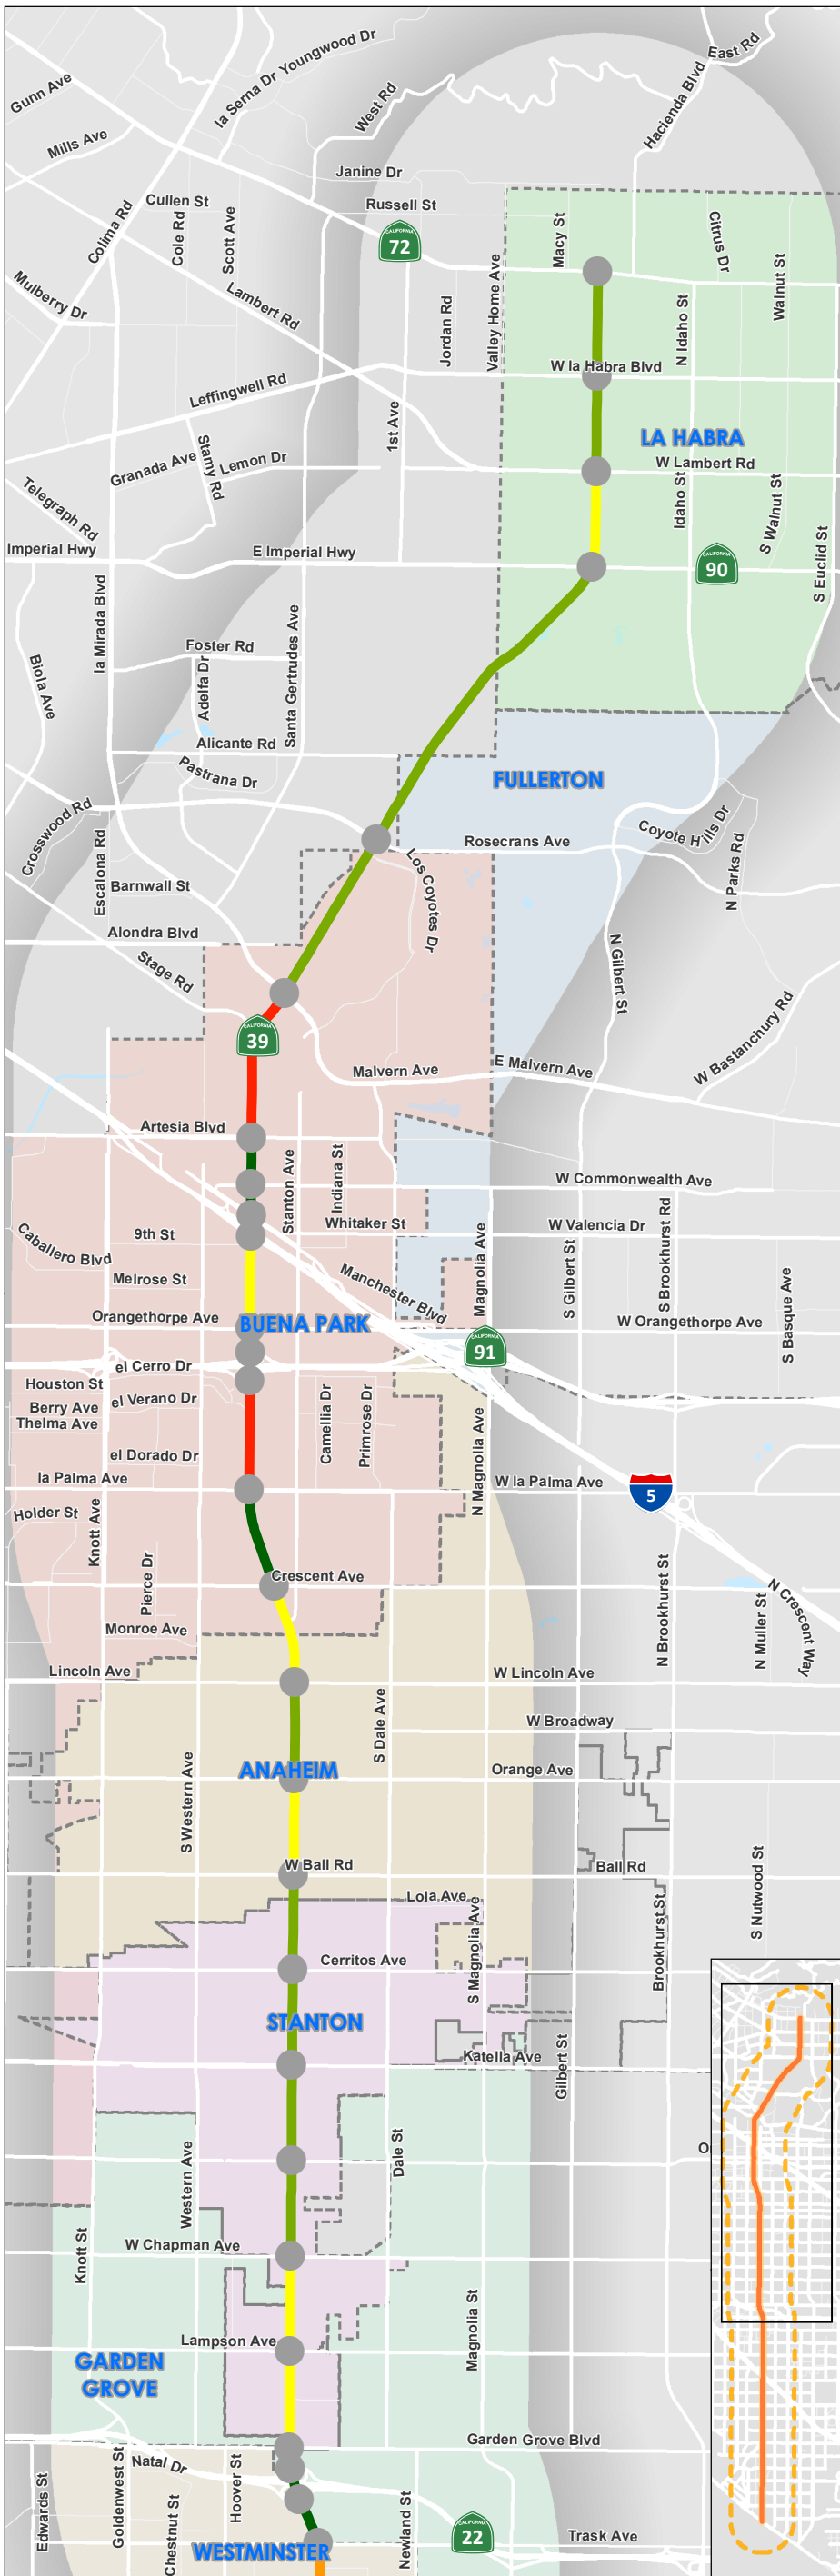 East Rd
Youngwood Dr
la Serna Dr
Gunn Ave
West Rd
Hacienda Blvd
Mills Ave
Janine Dr
Cullen St
Russell St
Colima Rd
Cole Rd
Scott Ave
CALIFORNIA
72
Macy St
Citrus Dr
Valley Home Ave
Walnut St
Mulberry Dr
Lambert Rd
Jordan Rd
N Idaho St
W la Habra Blvd
Leffingwell Rd
1st Ave
LA HABRA
Stamy Rd
Granada Ave
Lemon Dr
W Lambert Rd
Idaho St
S Walnut St
Telegraph Rd
Imperial Hwy
E Imperial Hwy
CALIFORNIA
90
S Euclid St
la Mirada Blvd
Foster Rd
Santa Gertrudes Ave
Biola Ave
Adelfa Dr
Alicante Rd
Pastrana Dr
FULLERTON
Crosswood Rd
Rosecrans Ave
Coyote H ills Dr
Escalona Rd
Barnwall St
Los Coyotes Dr
N Parks Rd
Alondra Blvd
Stage Rd
N Gilbert St
W Bastanchury Rd
CALIFORNIA
39
Malvern Ave
E Malvern Ave
Artesia Blvd
Stanton Ave
Indiana St
W Commonwealth Ave
Caballero Blvd
9th St
Whitaker St
W Valencia Dr
S Brookhurst Rd
Melrose St
Manchester Blvd
Magnolia Ave
S Gilbert St
Orangethorpe Ave
BUENA PARK
W Orangethorpe Ave
S Basque Ave
CALIFORNIA
91
el Cerro Dr
Houston St
el Verano Dr
Berry Ave
Thelma Ave
Camellia Dr
Primrose Dr
el Dorado Dr
N Magnolia Ave
la Palma Ave
W la Palma Ave
5
Holder St
Knott Ave
Pierce Dr
Crescent Ave
N Brookhurst St
N Muller St
N Crescent Way
Monroe Ave
Lincoln Ave
W Lincoln Ave
S Dale Ave
W Broadway
ANAHEIM
Orange Ave
S Western Ave
W Ball Rd
Ball Rd
S Nutwood St
Lola Ave
S Magnolia Ave
Brookhurst St
Cerritos Ave
STANTON
Katella Ave
Gilbert St
Dale St
Western Ave
O
Knott St
W Chapman Ave
Magnolia St
Lampson Ave
GARDEN
GROVE
Garden Grove Blvd
Natal Dr
Edwards St
Goldenwest St
Chestnut St
Hoover St
Newland St
CALIFORNIA
22
Trask Ave
WESTMINSTER